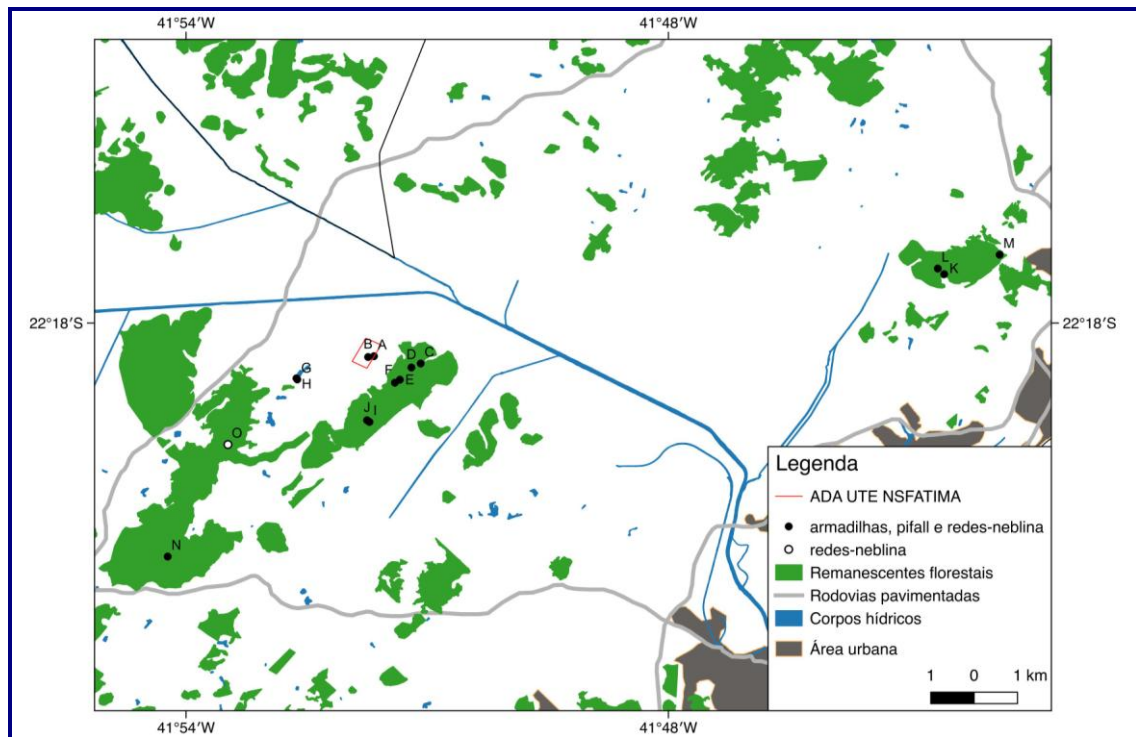 41°54′W 41°48′W
M
L
K
22°18′S 22°18′S
B A
D C
G
F E
H
J I
O
N
Legenda
ADA UTE NSFATIMA
armadilhas, pifall e redes-neblina
redes-neblina
Remanescentes florestais
Rodovias pavimentadas
Corpos hídricos
Área urbana
1 0 1 km
41°54′W 41°48′W